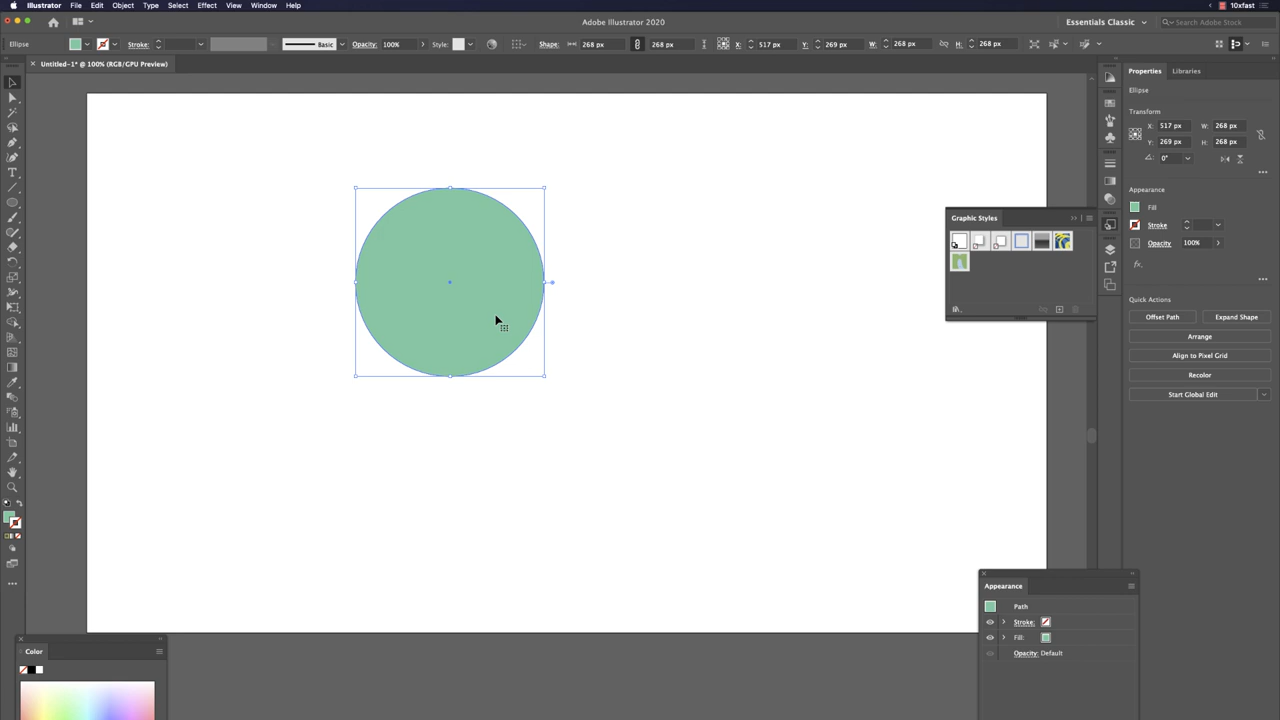 Illustrator File Edit Object Type Select Effect View Window Help 10xfast
Adobe Illustrator 2020 Essentials Classic Search Adobe Stock
Ellipse Stroke: Basic Opacity: 100% Style: Shape: 268 px 268 px X: 517 px Y: 269 px W: 268 px H: 268 px
Untitled-1* @ 100% (RGB/GPU Preview)
Properties Libraries
Ellipse
Transform
X: 517 px W: 268 px
Y: 269 px H: 268 px
0°
Appearance
Fill
Stroke
Opacity 100%
fx.
Quick Actions
Offset Path Expand Shape
Arrange
Align to Pixel Grid
Recolor
Start Global Edit
Graphic Styles
Appearance
Path
Stroke:
Fill:
Opacity: Default
Color